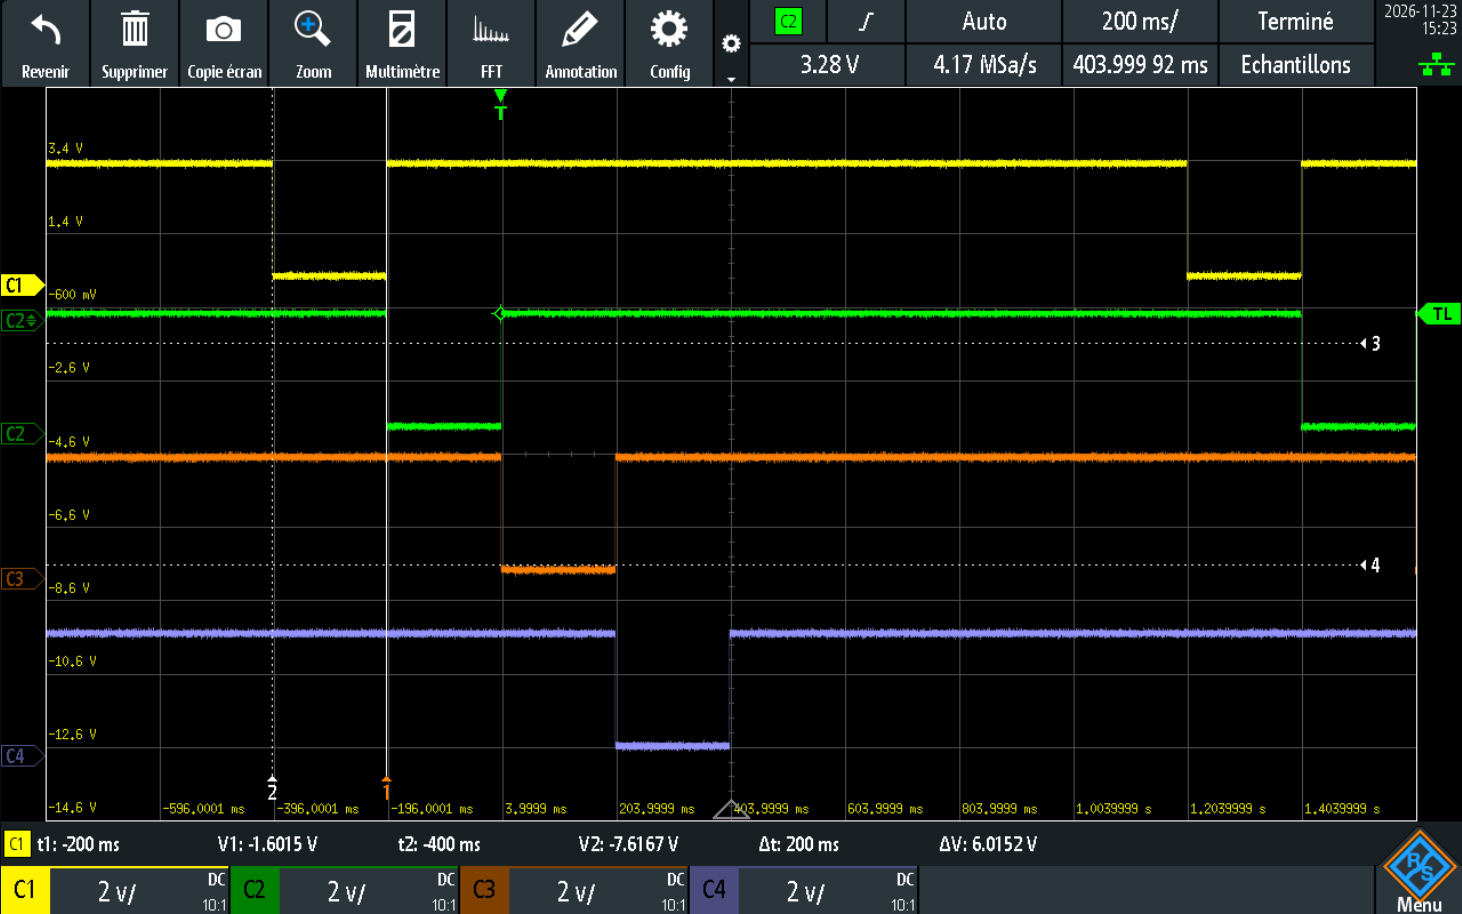 C2 Auto 200 ms/ Terminé 2026-11-23
15:23
Revenir Supprimer Copie écran Zoom Multimètre FFT Annotation Config 3.28 V 4.17 MSa/s 403.999 92 ms Echantillons
T
3.4 V
1.4 V
C1
-600 mV
C2
TL
3
-2.6 V
C2
-4.6 V
-6.6 V
4
C3
-8.6 V
-10.6 V
-12.6 V
C4
2 1
-14.6 V -596.0001 ms -396.0001 ms -196.0001 ms 3.9999 ms 203.9999 ms 403.9999 ms 603.9999 ms 803.9999 ms 1.0039999 s 1.2039999 s 1.4039999 s
C1 t1: -200 ms V1: -1.6015 V t2: -400 ms V2: -7.6167 V Δt: 200 ms ΔV: 6.0152 V
C1 2 V/ DC 10:1 C2 2 V/ DC 10:1 C3 2 V/ DC 10:1 C4 2 V/ DC 10:1
R S
Menu